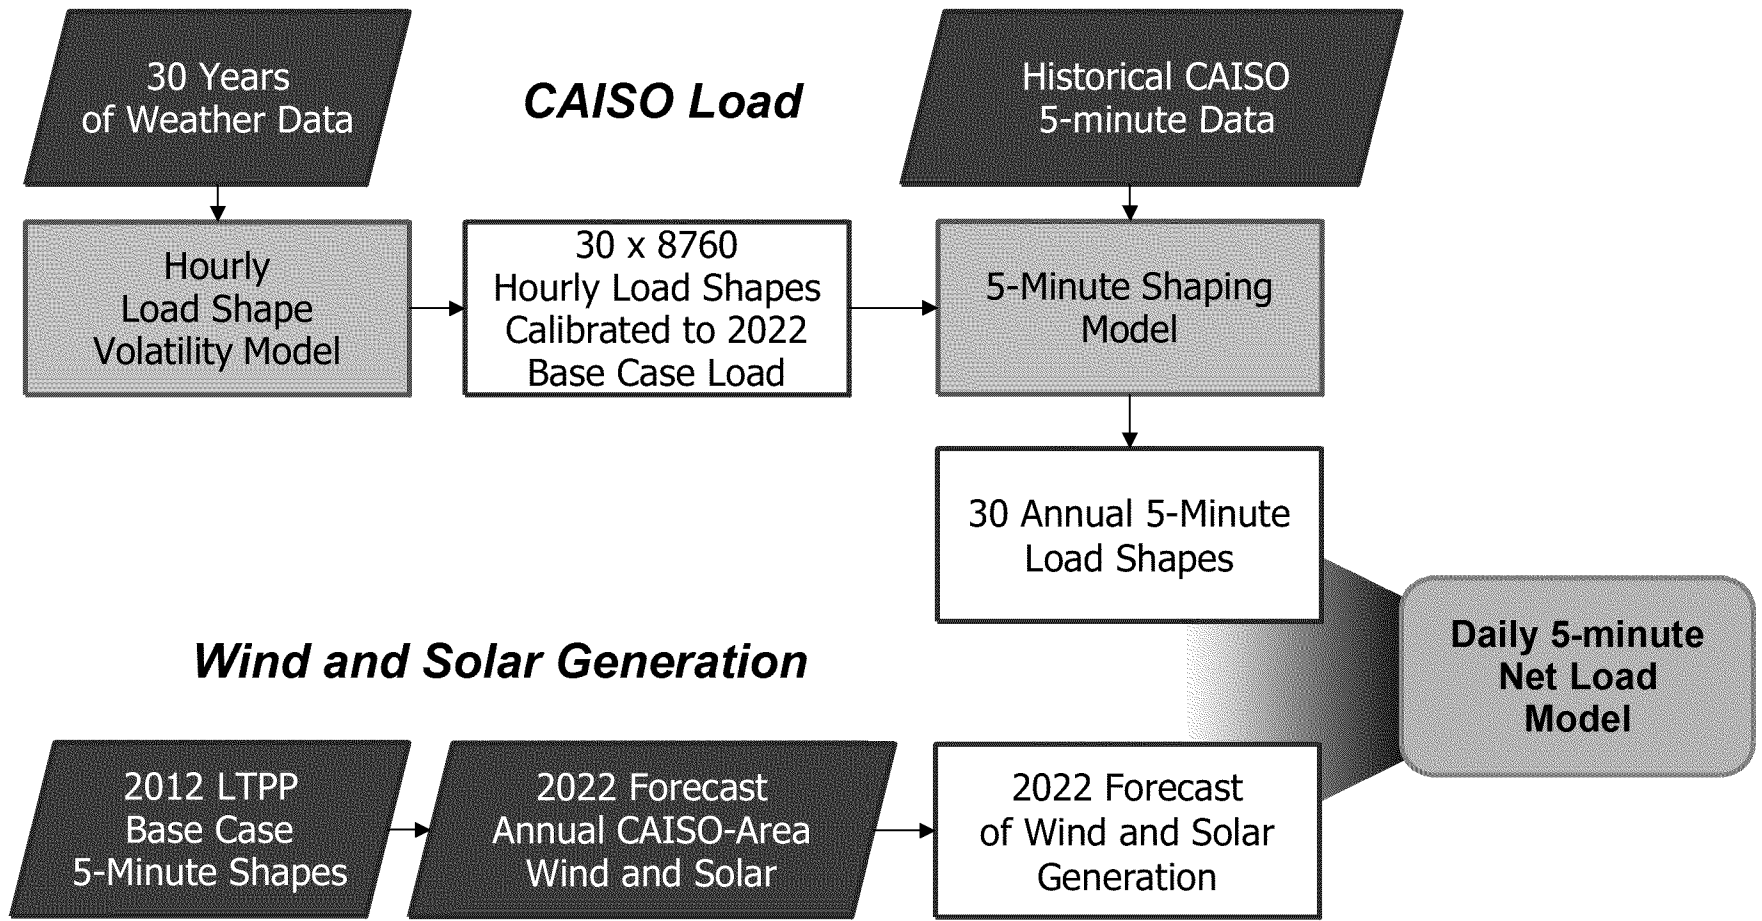 30 Years
of Weather Data
CAISO Load
Historical CAISO
5-minute Data
Hourly
Load Shape
Volatility Model
30 x 8760
Hourly Load Shapes
Calibrated to 2022
Base Case Load
5-Minute Shaping
Model
30 Annual 5-Minute
Load Shapes
Wind and Solar Generation
Daily 5-minute
Net Load
Model
2012 LTPP
Base Case
5-Minute Shapes
2022 Forecast
Annual CAISO-Area
Wind and Solar
2022 Forecast
of Wind and Solar
Generation